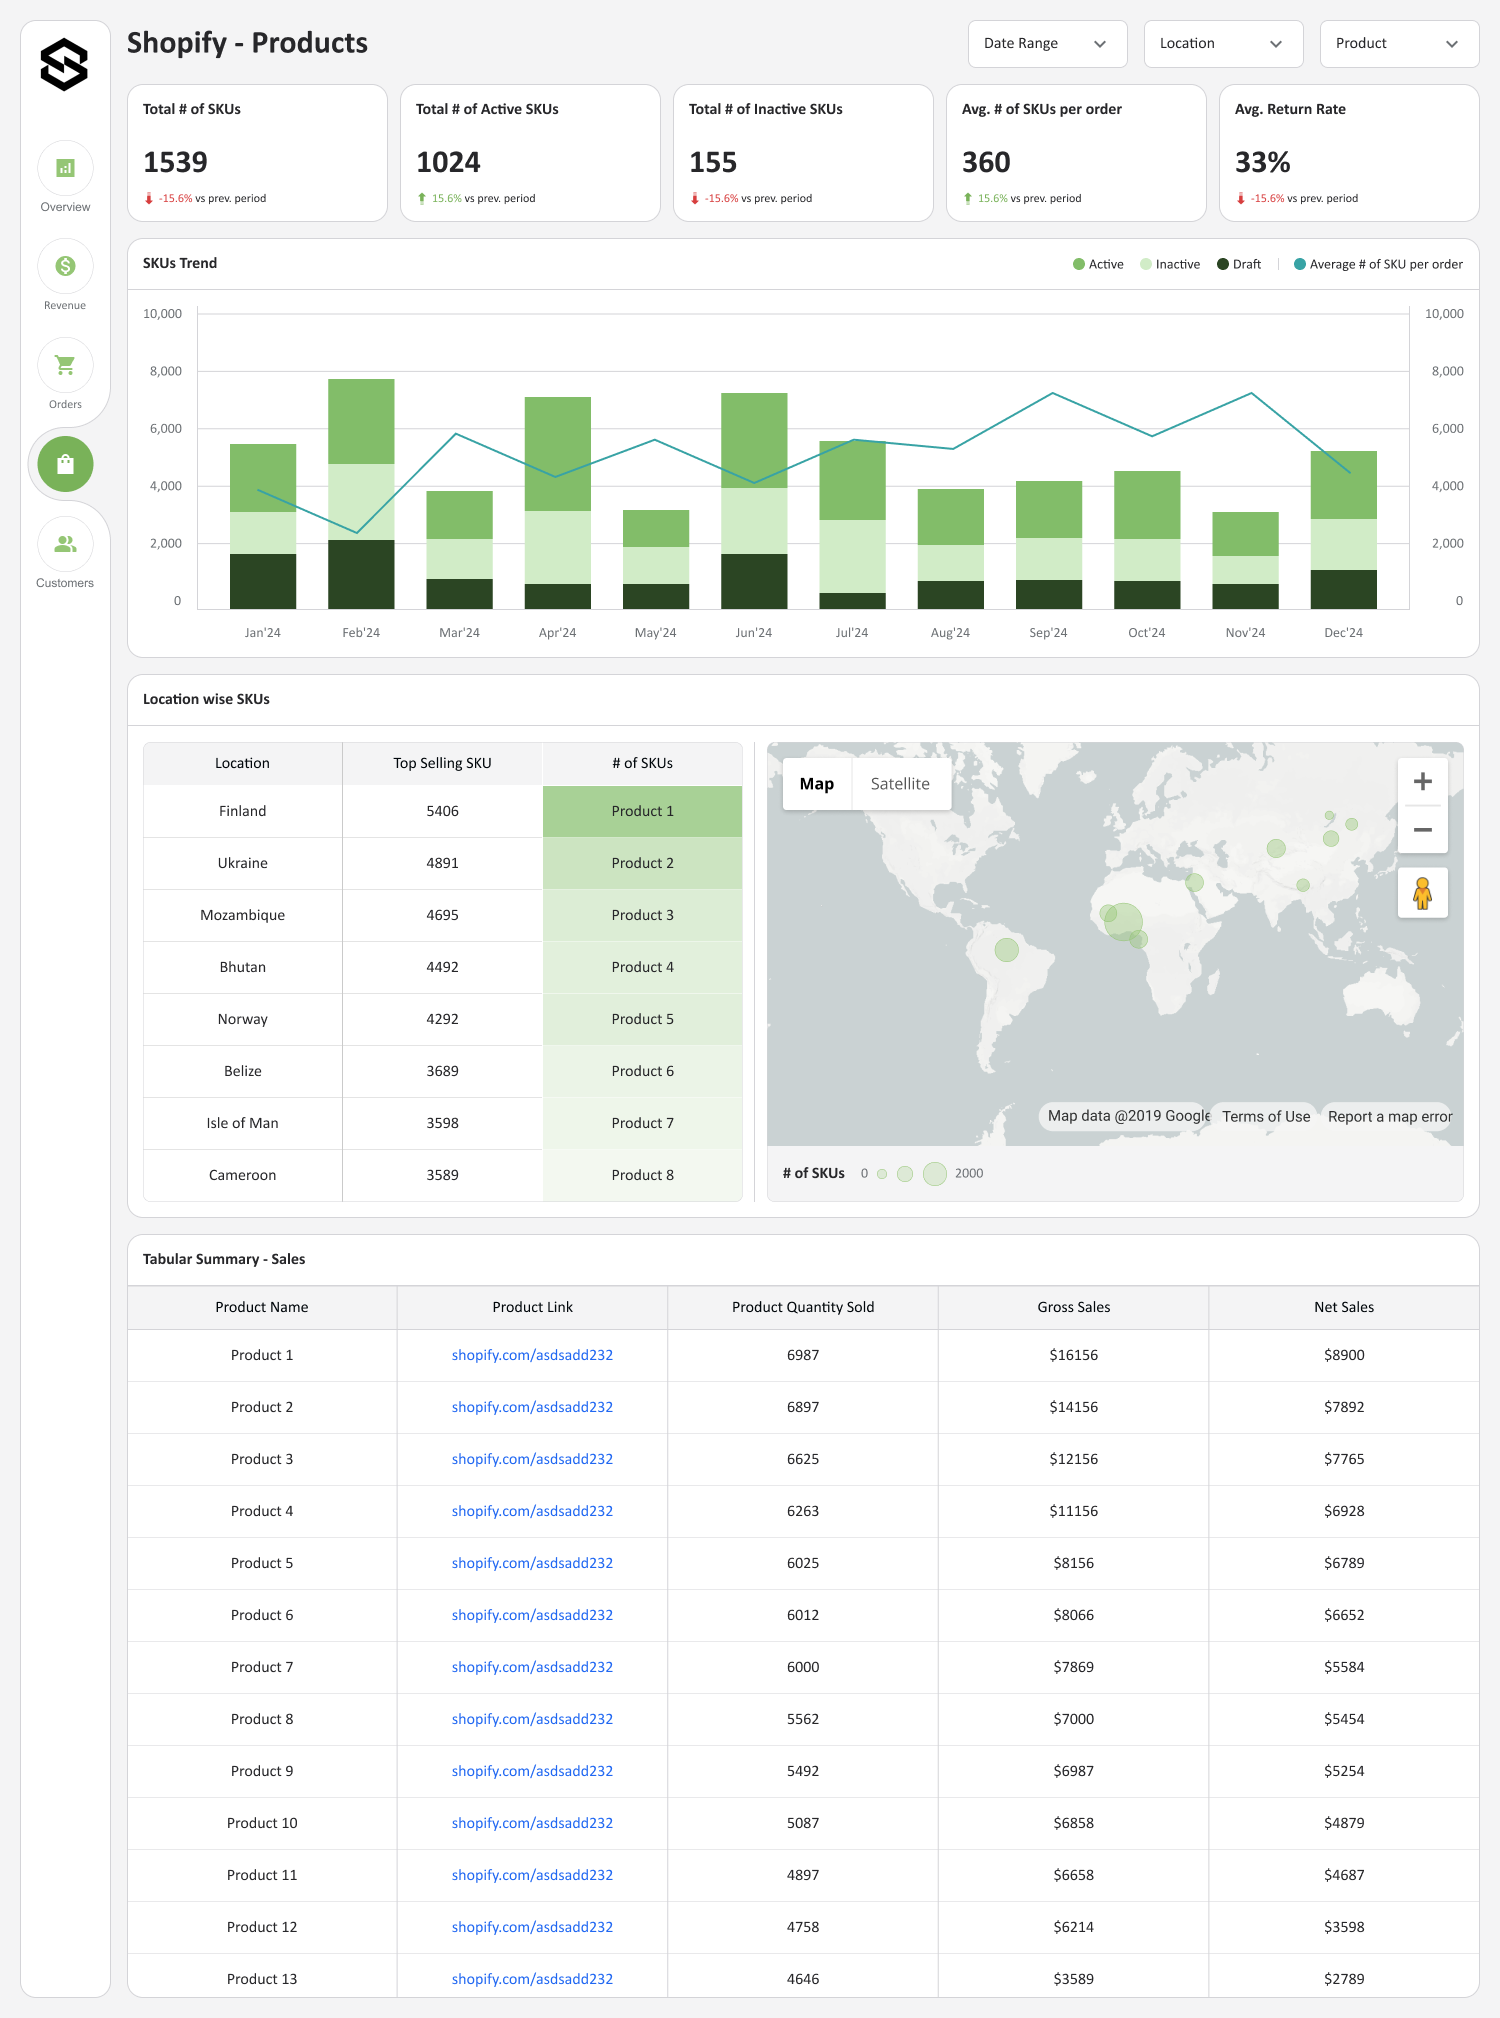 Shopify - Products
Date Range
Location
Product
Overview
Revenue
Orders
Customers
Total # of SKUs
1539
-15.6% vs prev. period
Total # of Active SKUs
1024
15.6% vs prev. period
Total # of Inactive SKUs
155
-15.6% vs prev. period
Avg. # of SKUs per order
360
15.6% vs prev. period
Avg. Return Rate
33%
-15.6% vs prev. period
SKUs Trend
Active Inactive Draft Average # of SKU per order
10,000 10,000
8,000 8,000
6,000 6,000
4,000 4,000
2,000 2,000
0 0
Jan'24 Feb'24 Mar'24 Apr'24 May'24 Jun'24 Jul'24 Aug'24 Sep'24 Oct'24 Nov'24 Dec'24
Location wise SKUs
Location Top Selling SKU # of SKUs
Finland 5406 Product 1
Ukraine 4891 Product 2
Mozambique 4695 Product 3
Bhutan 4492 Product 4
Norway 4292 Product 5
Belize 3689 Product 6
Isle of Man 3598 Product 7
Cameroon 3589 Product 8
Map Satellite
Map data @2019 Google Terms of Use Report a map error
# of SKUs 0 2000
Tabular Summary - Sales
Product Name Product Link Product Quantity Sold Gross Sales Net Sales
Product 1 shopify.com/asdsadd232 6987 $16156 $8900
Product 2 shopify.com/asdsadd232 6897 $14156 $7892
Product 3 shopify.com/asdsadd232 6625 $12156 $7765
Product 4 shopify.com/asdsadd232 6263 $11156 $6928
Product 5 shopify.com/asdsadd232 6025 $8156 $6789
Product 6 shopify.com/asdsadd232 6012 $8066 $6652
Product 7 shopify.com/asdsadd232 6000 $7869 $5584
Product 8 shopify.com/asdsadd232 5562 $7000 $5454
Product 9 shopify.com/asdsadd232 5492 $6987 $5254
Product 10 shopify.com/asdsadd232 5087 $6858 $4879
Product 11 shopify.com/asdsadd232 4897 $6658 $4687
Product 12 shopify.com/asdsadd232 4758 $6214 $3598
Product 13 shopify.com/asdsadd232 4646 $3589 $2789